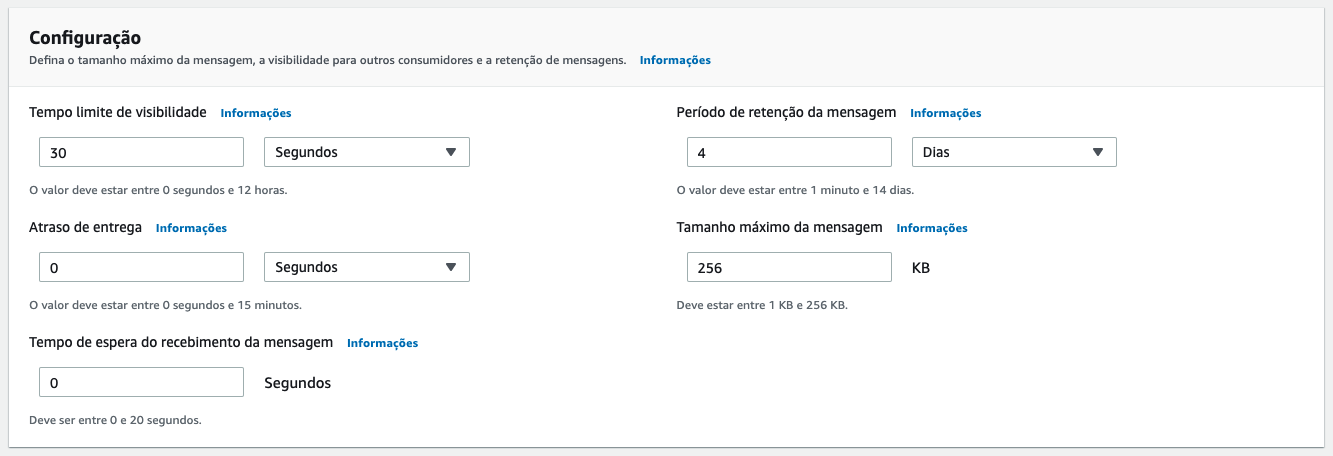 Configuração
Defina o tamanho máximo da mensagem, a visibilidade para outros consumidores e a retenção de mensagens. Informações
Tempo limite de visibilidade Informações
30 Segundos
O valor deve estar entre 0 segundos e 12 horas.
Período de retenção da mensagem Informações
4 Dias
O valor deve estar entre 1 minuto e 14 dias.
Atraso de entrega Informações
0 Segundos
O valor deve estar entre 0 segundos e 15 minutos.
Tamanho máximo da mensagem Informações
256 KB
Deve estar entre 1 KB e 256 KB.
Tempo de espera do recebimento da mensagem Informações
0 Segundos
Deve ser entre 0 e 20 segundos.